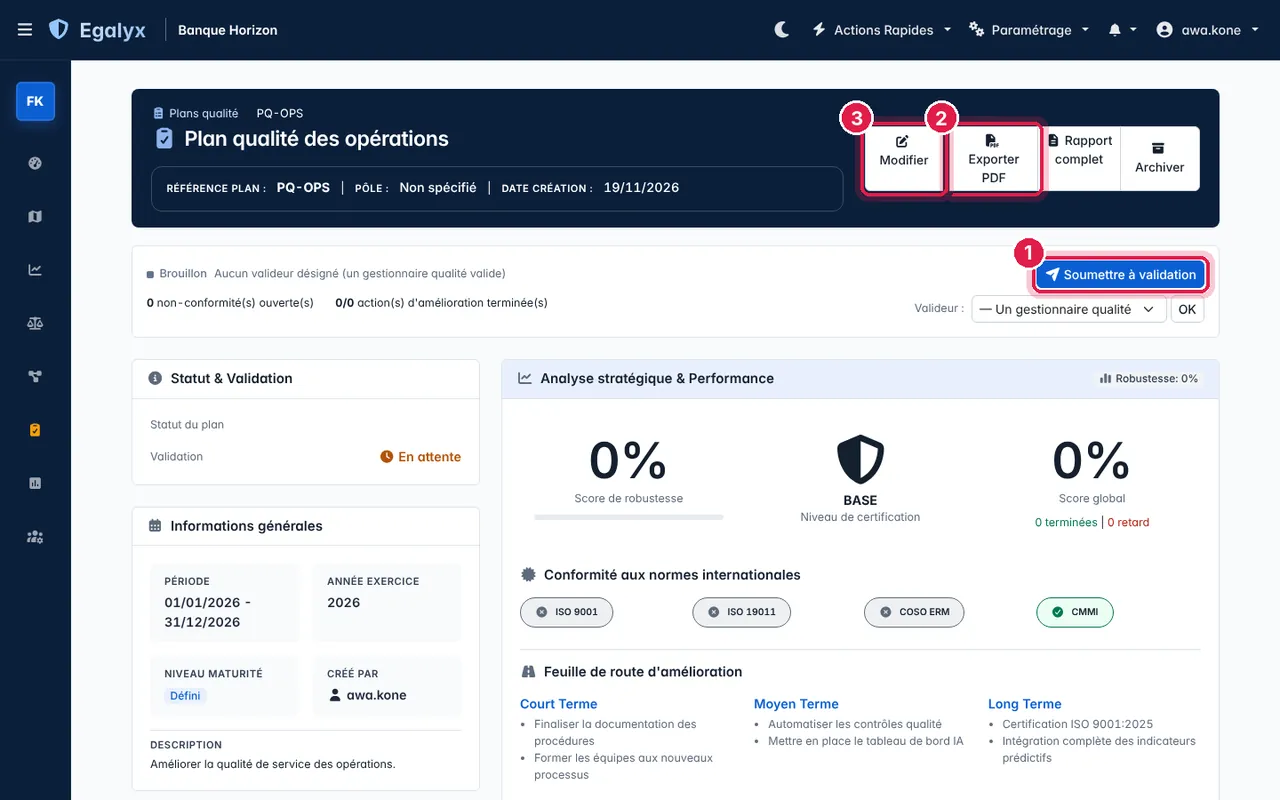 Egalyx
Banque Horizon
Actions Rapides
Paramétrage
awa.kone
FK
Plans qualité PQ-OPS
Plan qualité des opérations
RÉFÉRENCE PLAN : PQ-OPS | PÔLE : Non spécifié | DATE CRÉATION : 19/11/2026
3
Modifier
2
Exporter
PDF
Rapport
complet
Archiver
Brouillon Aucun valideur désigné (un gestionnaire qualité valide)
0 non-conformité(s) ouverte(s) 0/0 action(s) d'amélioration terminée(s)
1
Soumettre à validation
Valideur : — Un gestionnaire qualité OK
Statut & Validation
Statut du plan
Validation En attente
Informations générales
PÉRIODE
01/01/2026 -
31/12/2026
ANNÉE EXERCICE
2026
NIVEAU MATURITÉ
Défini
CRÉÉ PAR
awa.kone
DESCRIPTION
Améliorer la qualité de service des opérations.
Analyse stratégique & Performance
Robustesse: 0%
0%
Score de robustesse
BASE
Niveau de certification
0%
Score global
0 terminées | 0 retard
Conformité aux normes internationales
ISO 9001
ISO 19011
COSO ERM
CMMI
Feuille de route d'amélioration
Court Terme
• Finaliser la documentation des
procédures
• Former les équipes aux nouveaux
processus
Moyen Terme
• Automatiser les contrôles qualité
• Mettre en place le tableau de bord IA
Long Terme
• Certification ISO 9001:2025
• Intégration complète des indicateurs
prédictifs